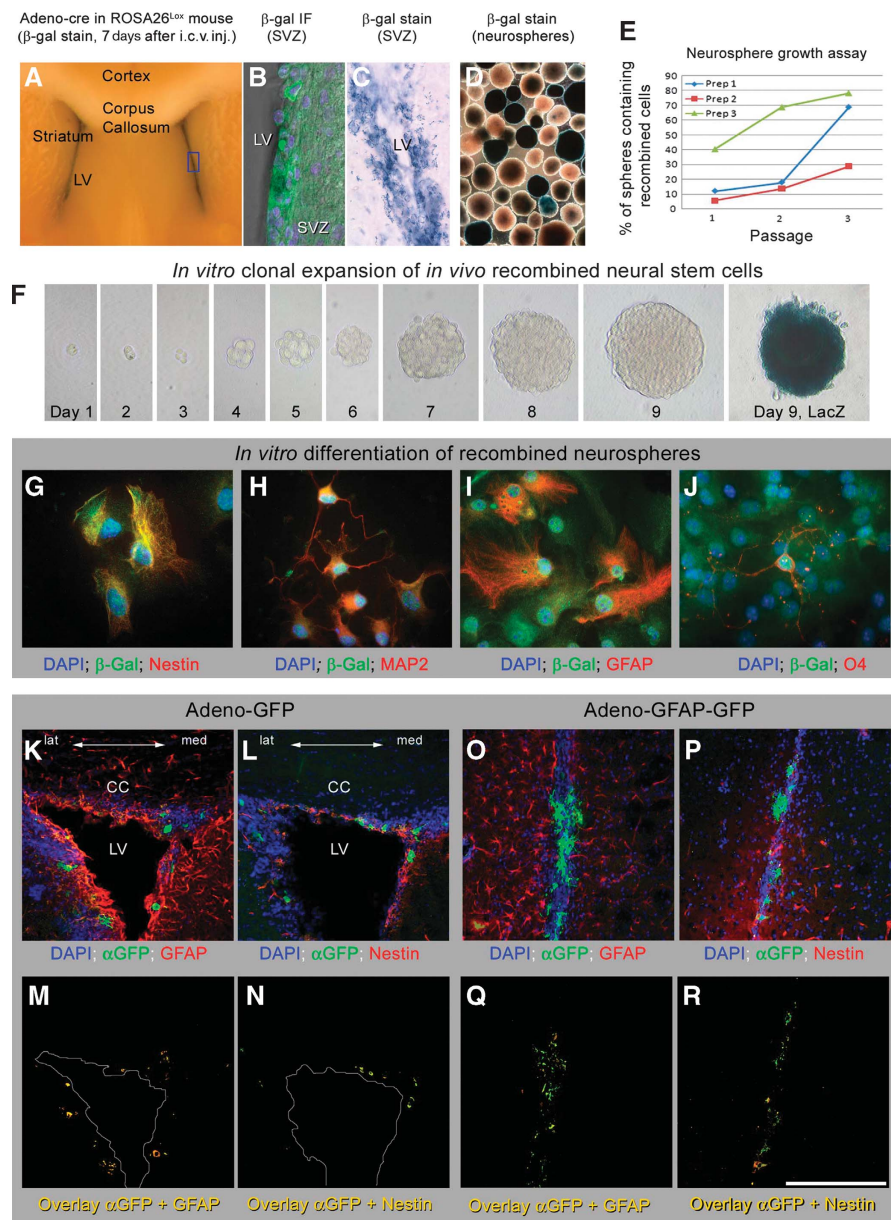 Adeno-cre in ROSA26Lox mouse
(β-gal stain, 7 days after i.c.v. inj.)
β-gal IF
(SVZ)
β-gal stain
(SVZ)
β-gal stain
(neurospheres)
A
Cortex
Corpus
Callosum
Striatum
LV
B
LV
SVZ
C
LV
D
E
Neurosphere growth assay
% of spheres containing
recombined cells
90
80
70
60
50
40
30
20
10
0
Prep 1
Prep 2
Prep 3
1 2 3
Passage
In vitro clonal expansion of in vivo recombined neural stem cells
F
Day 1 2 3 4 5 6 7 8 9 Day 9, LacZ
In vitro differentiation of recombined neurospheres
G H I J
DAPI; β-Gal; Nestin
DAPI; β-Gal; MAP2
DAPI; β-Gal; GFAP
DAPI; β-Gal; O4
Adeno-GFP
Adeno-GFAP-GFP
K
lat med
CC
LV
L
lat med
CC
LV
O
P
DAPI; αGFP; GFAP
DAPI; αGFP; Nestin
DAPI; αGFP; GFAP
DAPI; αGFP; Nestin
M N Q R
Overlay αGFP + GFAP
Overlay αGFP + Nestin
Overlay αGFP + GFAP
Overlay αGFP + Nestin